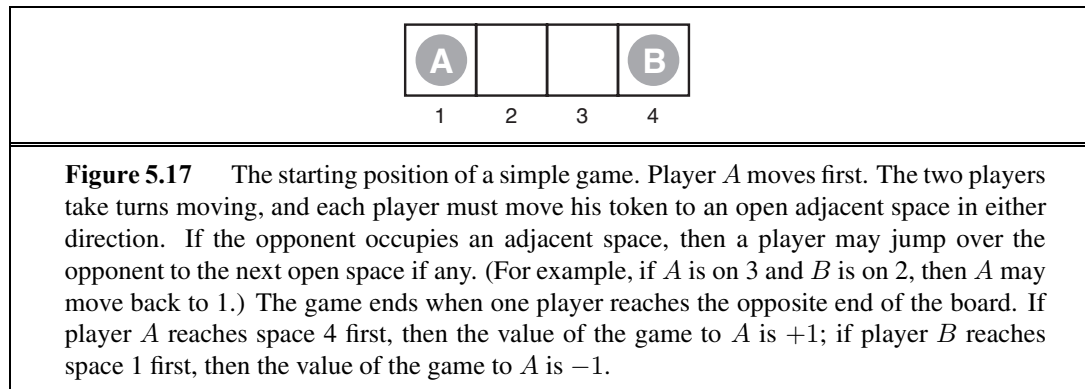 A B
1 2 3 4
Figure 5.17 The starting position of a simple game. Player A moves first. The two players
take turns moving, and each player must move his token to an open adjacent space in either
direction. If the opponent occupies an adjacent space, then a player may jump over the
opponent to the next open space if any. (For example, if A is on 3 and B is on 2, then A may
move back to 1.) The game ends when one player reaches the opposite end of the board. If
player A reaches space 4 first, then the value of the game to A is +1; if player B reaches
space 1 first, then the value of the game to A is −1.